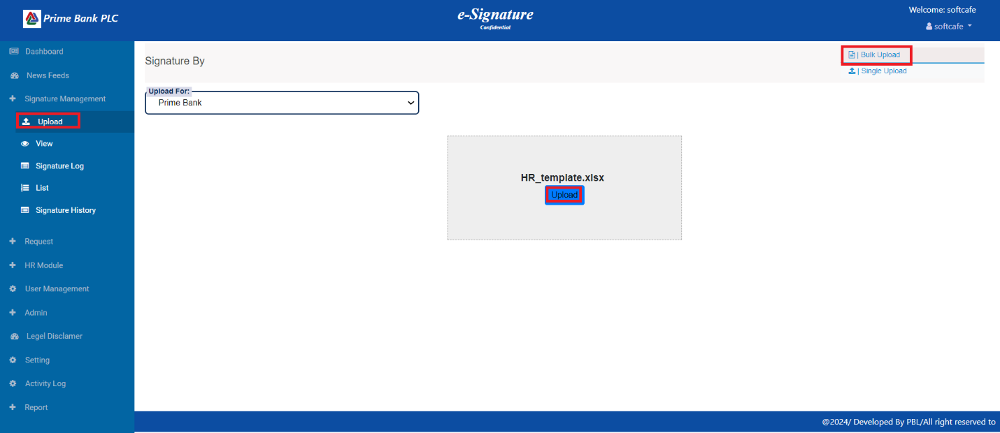 Prime Bank PLC
e-Signature
Confidential
Welcome: softcafe
softcafe
Dashboard
News Feeds
Signature Management
Upload
View
Signature Log
List
Signature History
Request
HR Module
User Management
Admin
Legel Disclamer
Setting
Activity Log
Report
Signature By
| Bulk Upload
| Single Upload
Upload For:
Prime Bank
HR_template.xlsx
Upload
@2024/ Developed By PBL/All right reserved to